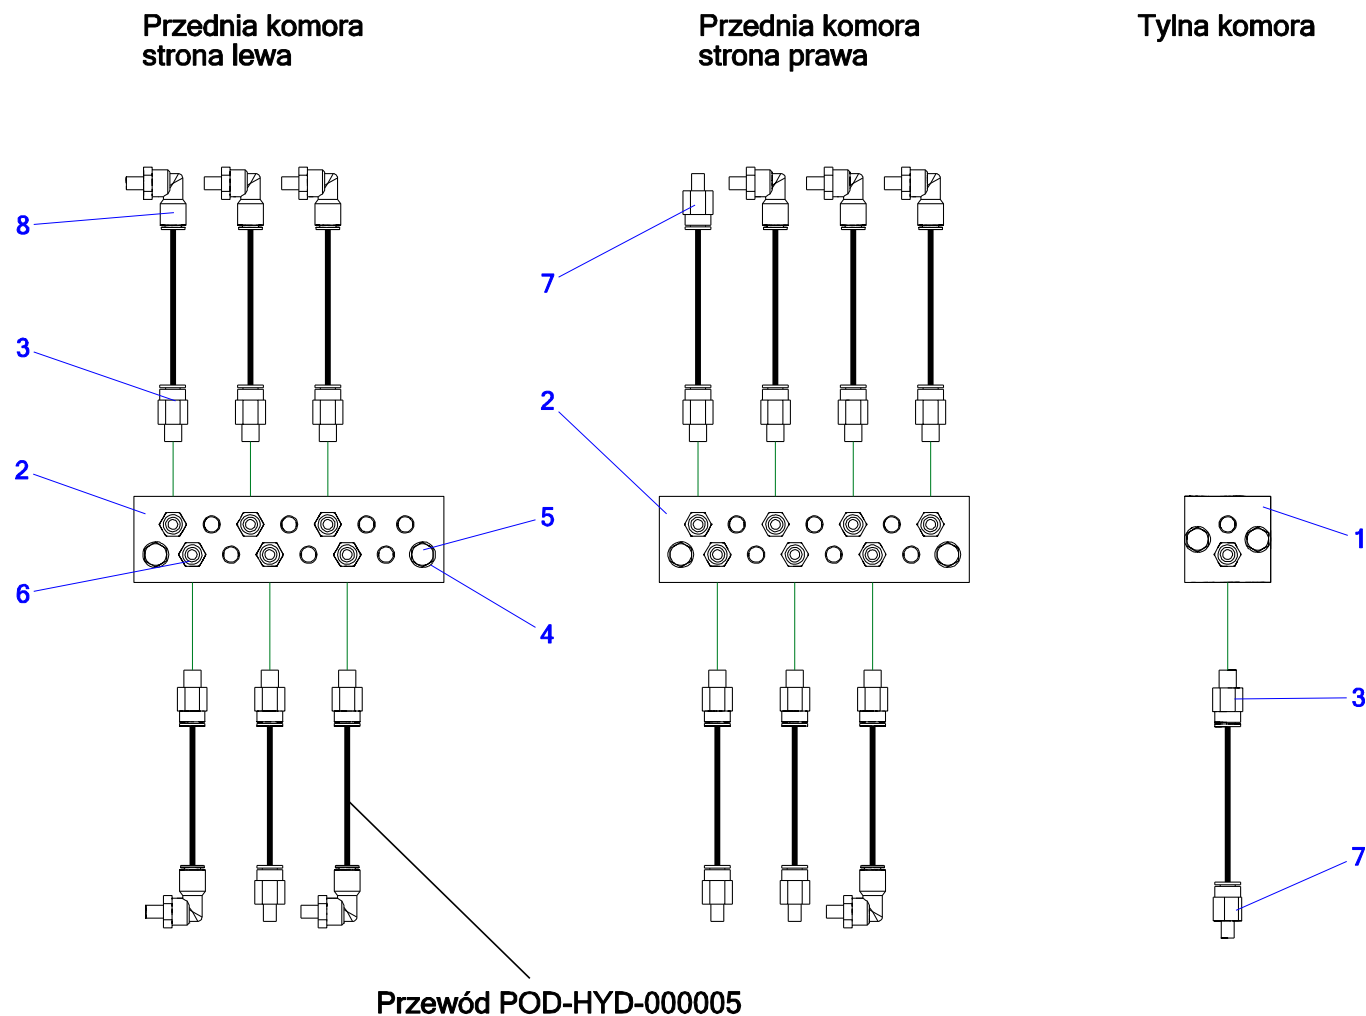 Przednia komora
strona lewa
Przednia komora
strona prawa
Tylna komora
8
7
3
2
2
5
1
6
4
3
7
Przewód POD-HYD-000005